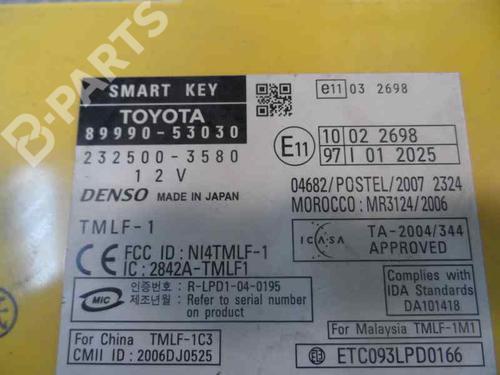 B-PARTS
SMART KEY
TOYOTA
89990-53030
232500-3580
12V
DENSO MADE IN JAPAN
TMLF-1
CE FCC ID : NI4TMLF-1
IC : 2842A-TMLF1
MIC 인증번호 : R-LPD1-04-0195
제조년월 : Refer to serial number
For China TMLF-1C3
CMII ID : 2006DJ0525
e11 03 2698
E11 10 02 2698
97 I 01 2025
04682/POSTEL/2007 2324
MOROCCO : MR3124/2006
ICASA TA-2004/344
APPROVED
Complies with
IDA Standards
DA101418
For Malaysia TMLF-1M1
ETC093LPD0166